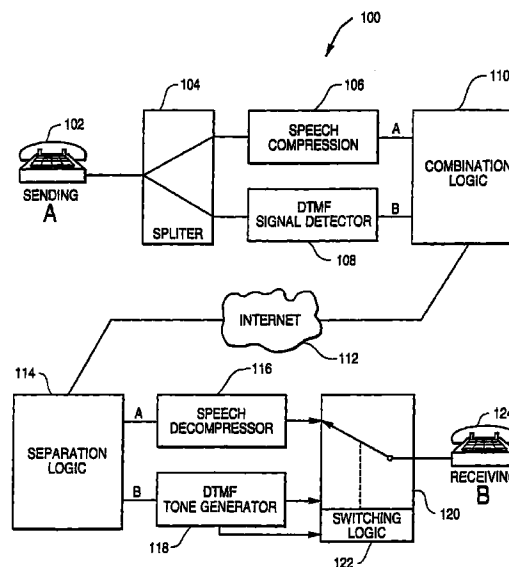 100
104
106
110
102
SPEECH
COMPRESSION
A
SENDING
A
COMBINATION
LOGIC
DTMF
SIGNAL DETECTOR
B
SPLITER
108
INTERNET
112
114
116
A
SPEECH
DECOMPRESSOR
124
SEPARATION
LOGIC
RECEIVING
B
B
DTMF
TONE GENERATOR
120
SWITCHING
LOGIC
118
122